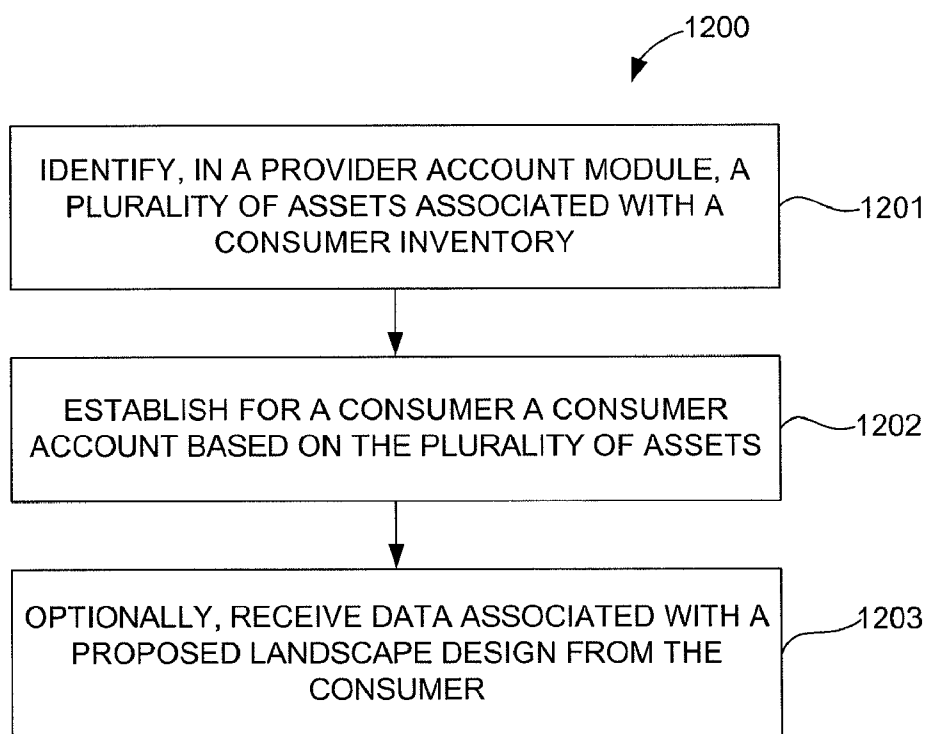 1200
IDENTIFY, IN A PROVIDER ACCOUNT MODULE, A
PLURALITY OF ASSETS ASSOCIATED WITH A
CONSUMER INVENTORY
1201
ESTABLISH FOR A CONSUMER A CONSUMER
ACCOUNT BASED ON THE PLURALITY OF ASSETS
1202
OPTIONALLY, RECEIVE DATA ASSOCIATED WITH A
PROPOSED LANDSCAPE DESIGN FROM THE
CONSUMER
1203